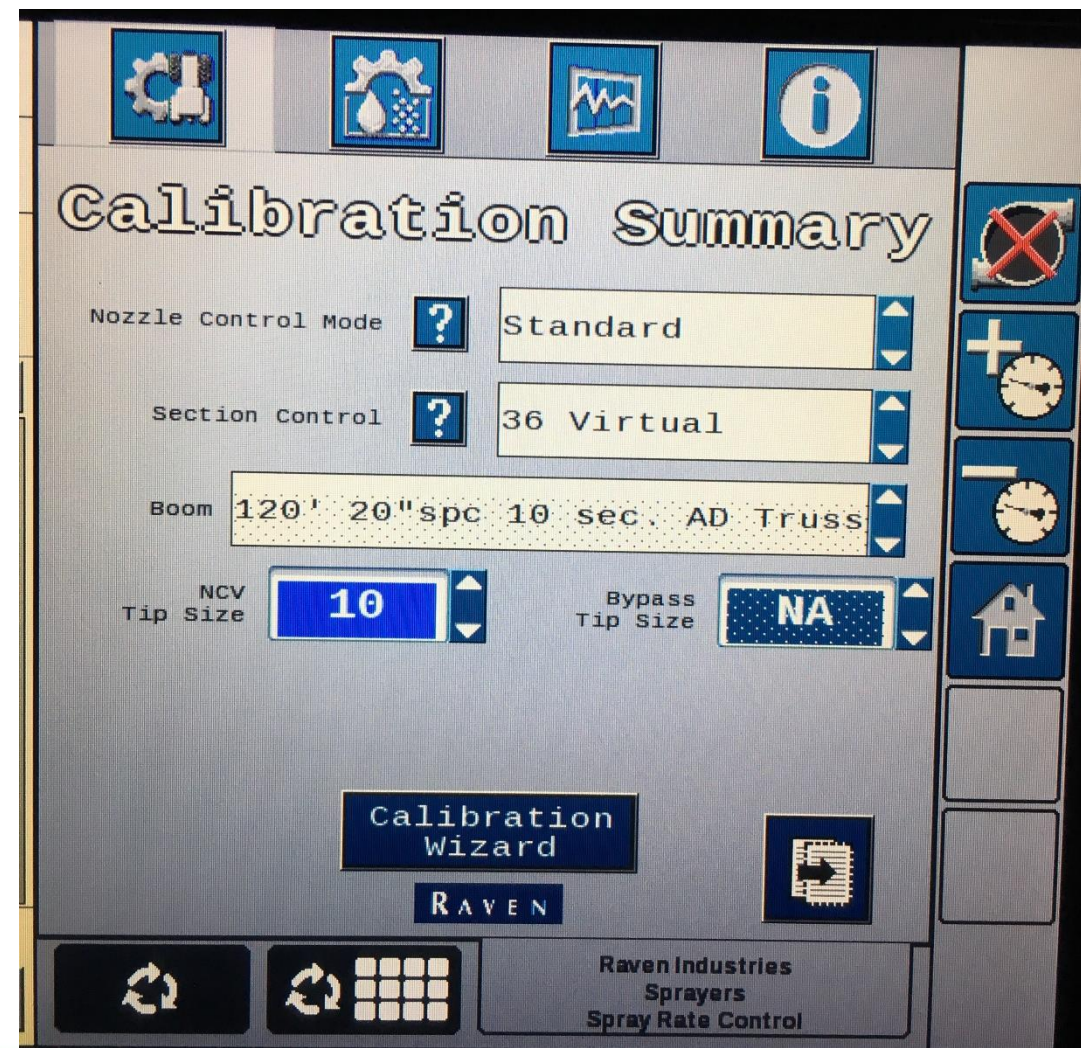 Calibration Summary
Nozzle Control Mode ? Standard
Section Control ? 36 Virtual
Boom 120' 20"spc 10 sec. AD Truss
NCV
Tip Size 10
Bypass
Tip Size NA
Calibration
Wizard
RAVEN
Raven Industries
Sprayers
Spray Rate Control